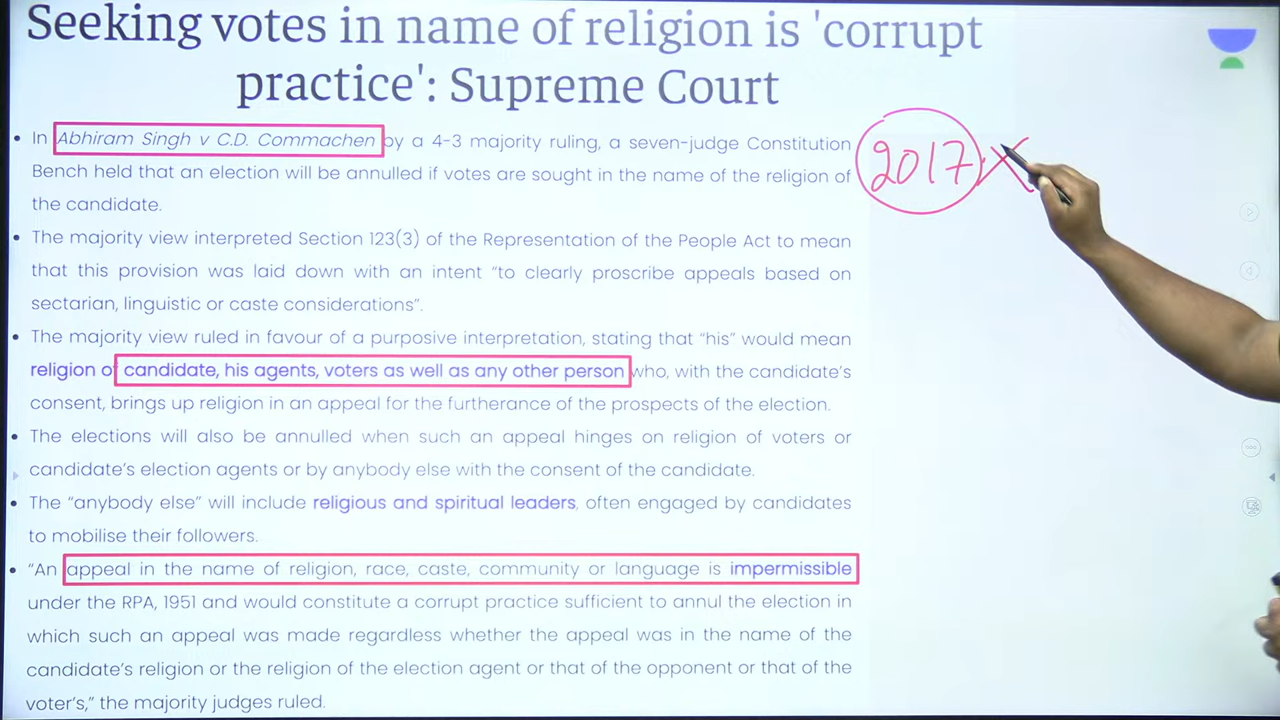 Seeking votes in name of religion is 'corrupt
practice': Supreme Court
• In Abhiram Singh v C.D. Commachen by a 4-3 majority ruling, a seven-judge Constitution
Bench held that an election will be annulled if votes are sought in the name of the religion of
the candidate.
2017 X
• The majority view interpreted Section 123(3) of the Representation of the People Act to mean
that this provision was laid down with an intent “to clearly proscribe appeals based on
sectarian, linguistic or caste considerations”.
• The majority view ruled in favour of a purposive interpretation, stating that “his” would mean
religion of candidate, his agents, voters as well as any other person who, with the candidate’s
consent, brings up religion in an appeal for the furtherance of the prospects of the election.
• The elections will also be annulled when such an appeal hinges on religion of voters or
candidate’s election agents or by anybody else with the consent of the candidate.
• The “anybody else” will include religious and spiritual leaders, often engaged by candidates
to mobilise their followers.
• “An appeal in the name of religion, race, caste, community or language is impermissible
under the RPA, 1951 and would constitute a corrupt practice sufficient to annul the election in
which such an appeal was made regardless whether the appeal was in the name of the
candidate’s religion or the religion of the election agent or that of the opponent or that of the
voter’s,” the majority judges ruled.